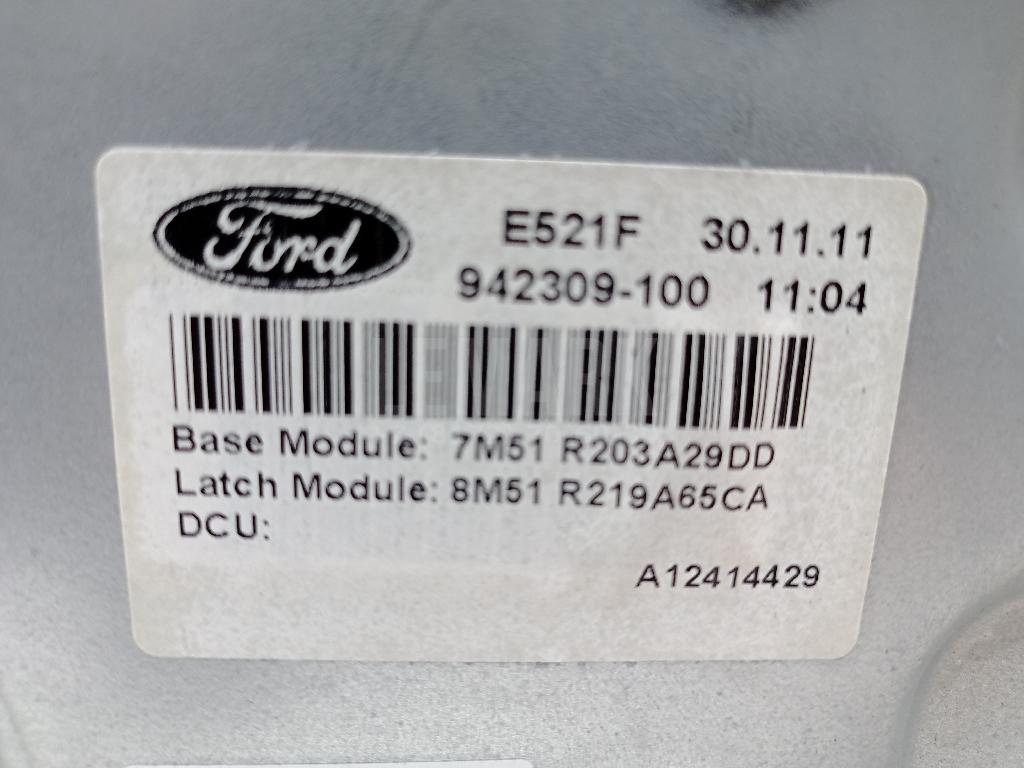 Ford E521F 30.11.11
942309-100 11:04
Base Module: 7M51 R203A29DD
Latch Module: 8M51 R219A65CA
DCU:
A12414429